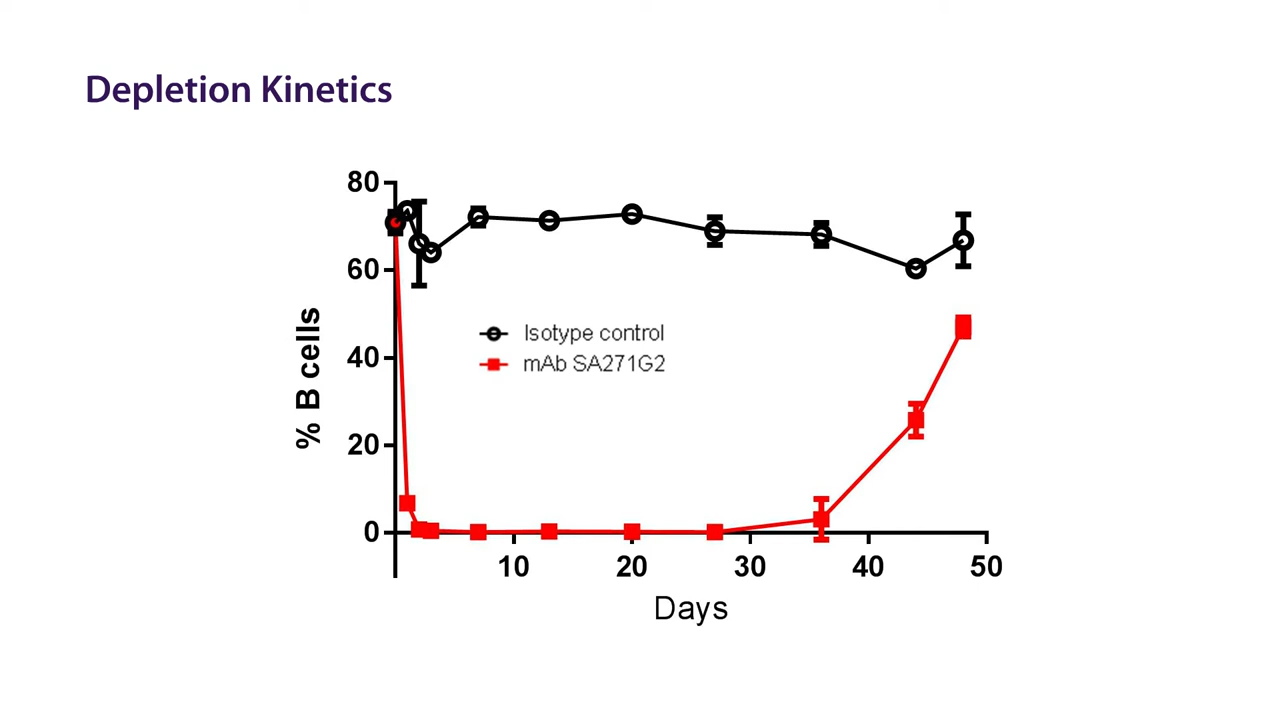 Depletion Kinetics
80
60
40
20
0
% B cells
Isotype control
mAb SA271G2
10 20 30 40 50
Days